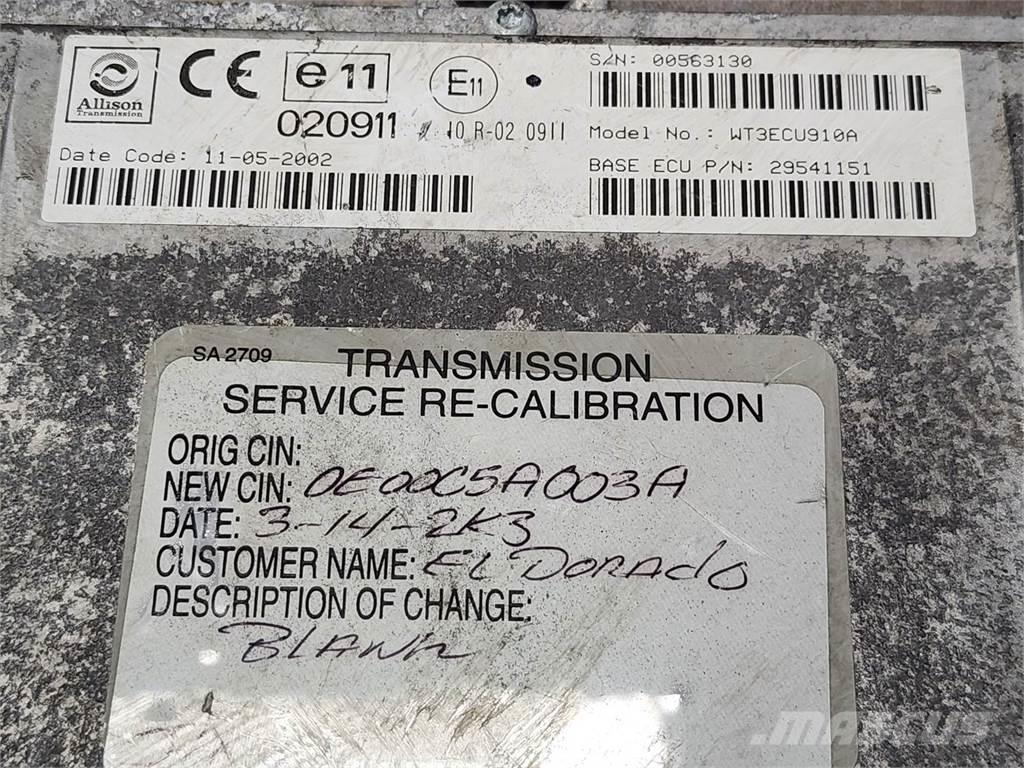 Allison
Transmission
CE
e11
020911
E11
10 R-02 0911
Date Code: 11-05-2002
S/N: 00563130
Model No.: WT3ECU910A
BASE ECU P/N: 29541151
SA 2709
TRANSMISSION
SERVICE RE-CALIBRATION
ORIG CIN:
NEW CIN: 0E00C5A003A
DATE: 3-14-2K3
CUSTOMER NAME: EL DORADO
DESCRIPTION OF CHANGE:
BLANK
MASCUS